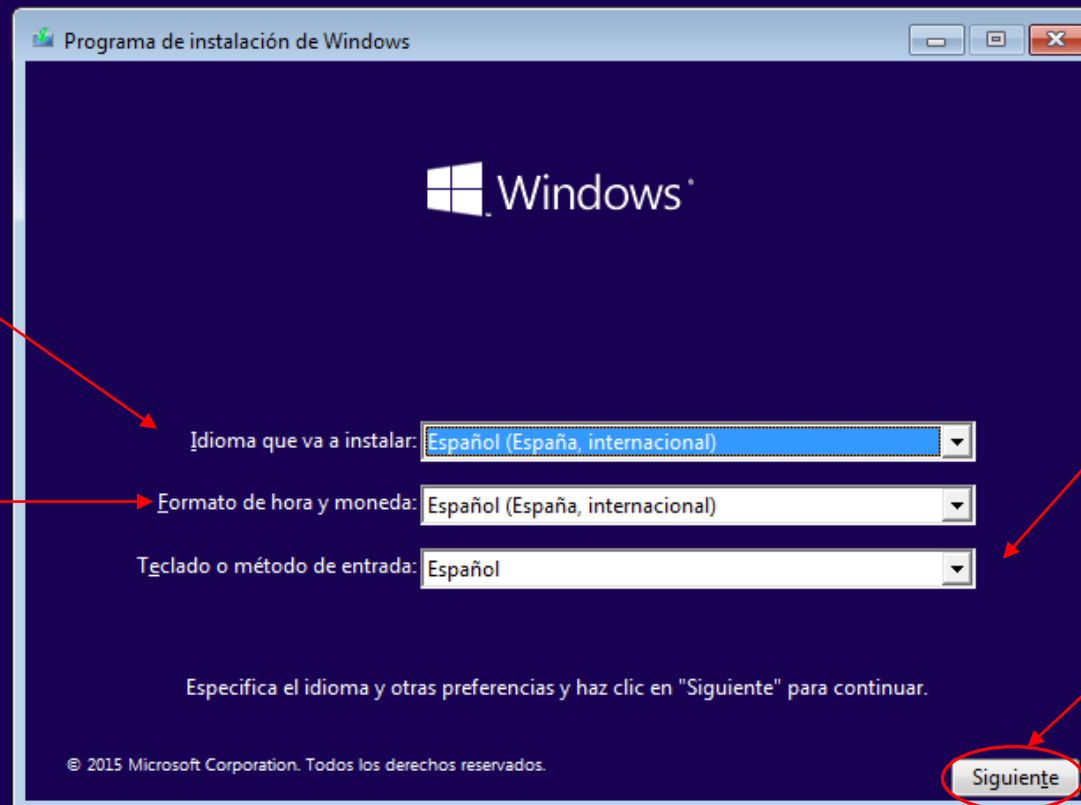 Programa de instalación de Windows
Windows
Idioma que va a instalar: Español (España, internacional)
Formato de hora y moneda: Español (España, internacional)
Teclado o método de entrada: Español
Especifica el idioma y otras preferencias y haz clic en "Siguiente" para continuar.
© 2015 Microsoft Corporation. Todos los derechos reservados.
Siguiente